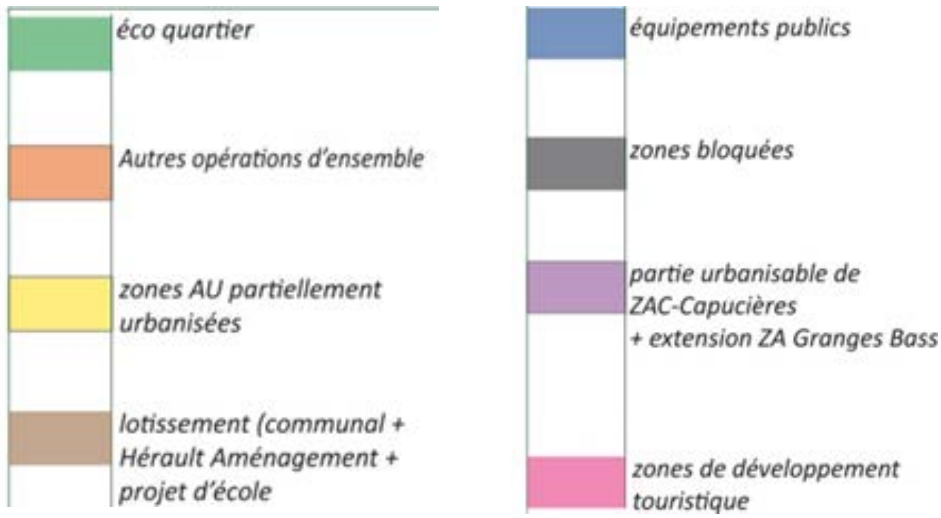 éco quartier
Autres opérations d'ensemble
zones AU partiellement
urbanisées
lotissement (communal +
Hérault Aménagement +
projet d'école
équipements publics
zones bloquées
partie urbanisable de
ZAC-Capucières
+ extension ZA Granges Bass
zones de développement
touristique